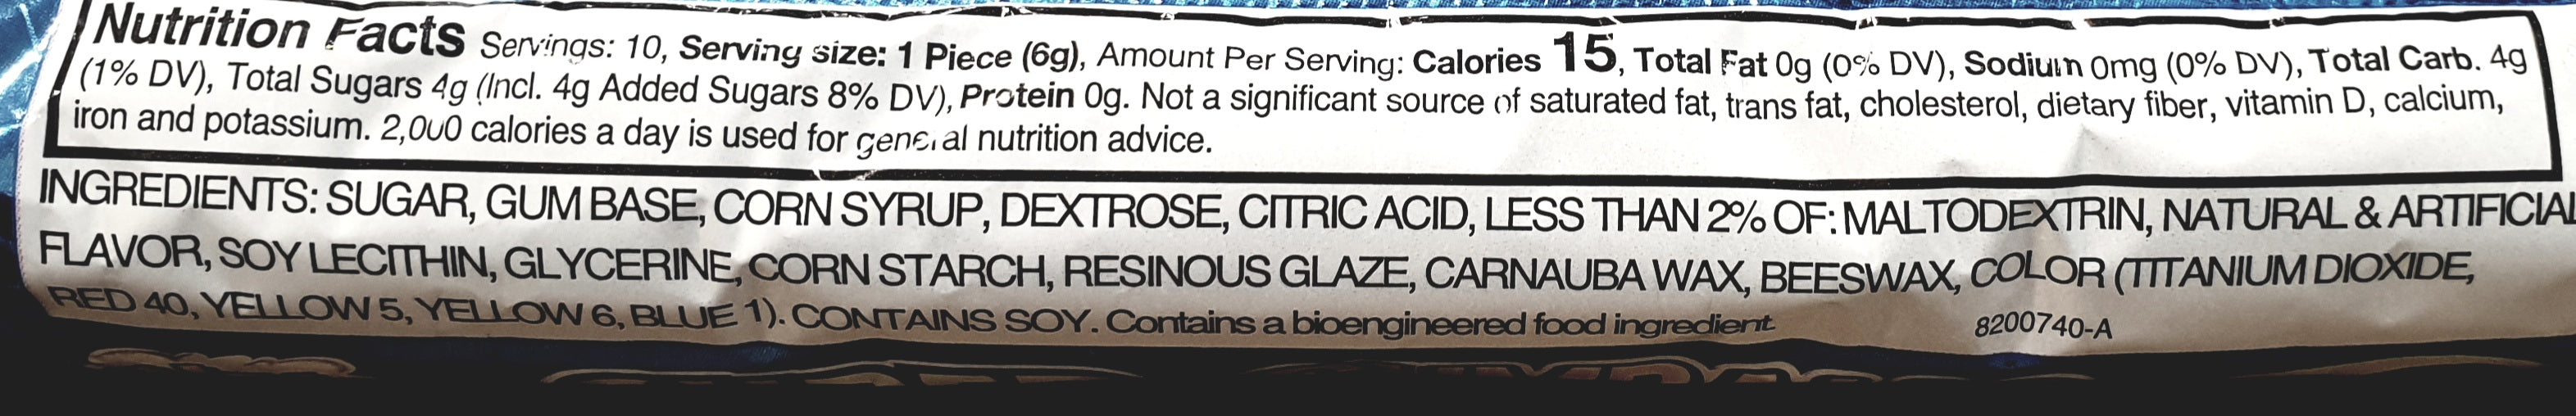 Nutrition Facts Servings: 10, Serving size: 1 Piece (6g), Amount Per Serving: Calories 15, Total Fat 0g (0% DV), Sodium 0mg (0% DV), Total Carb. 4g
(1% DV), Total Sugars 4g (Incl. 4g Added Sugars 8% DV), Protein 0g. Not a significant source of saturated fat, trans fat, cholesterol, dietary fiber, vitamin D, calcium,
iron and potassium. 2,000 calories a day is used for general nutrition advice.
INGREDIENTS: SUGAR, GUM BASE, CORN SYRUP, DEXTROSE, CITRIC ACID, LESS THAN 2% OF: MALTODEXTRIN, NATURAL & ARTIFICIAL
FLAVOR, SOY LECITHIN, GLYCERINE, CORN STARCH, RESINOUS GLAZE, CARNAUBA WAX, BEESWAX, COLOR (TITANIUM DIOXIDE,
RED 40, YELLOW 5, YELLOW 6, BLUE 1). CONTAINS SOY. Contains a bioengineered food ingredient. 8200740-A